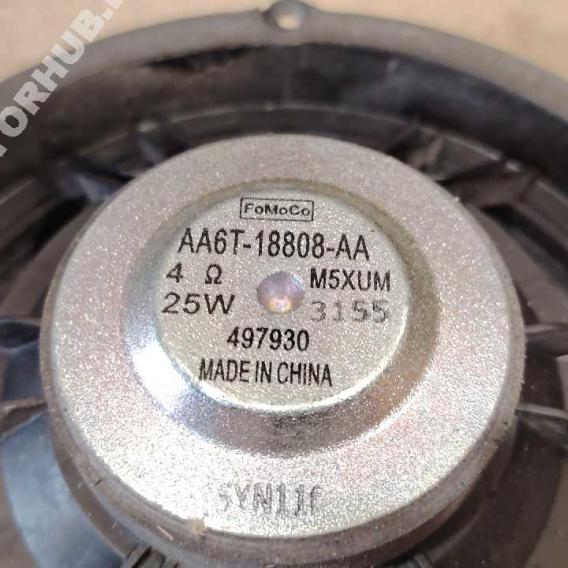 FoMoCo
AA6T-18808-AA
4 Ω M5XUM
25W 3155
497930
MADE IN CHINA